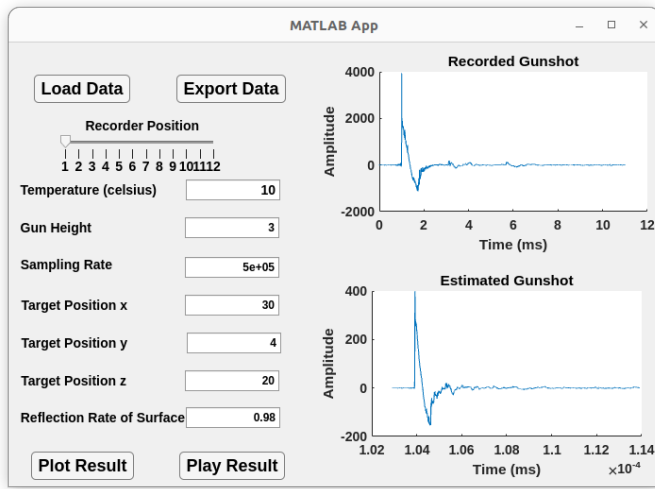 MATLAB App
Load Data
Export Data
Recorder Position
1 2 3 4 5 6 7 8 9 10 11 12
Temperature (celsius)
10
Gun Height
3
Sampling Rate
5e+05
Target Position x
30
Target Position y
4
Target Position z
20
Reflection Rate of Surface
0.98
Plot Result
Play Result
Recorded Gunshot
Amplitude
4000
2000
0
-2000
0 2 4 6 8 10 12
Time (ms)
Estimated Gunshot
Amplitude
400
200
0
-200
1.02 1.04 1.06 1.08 1.1 1.12 1.14
Time (ms)
×10⁻⁴